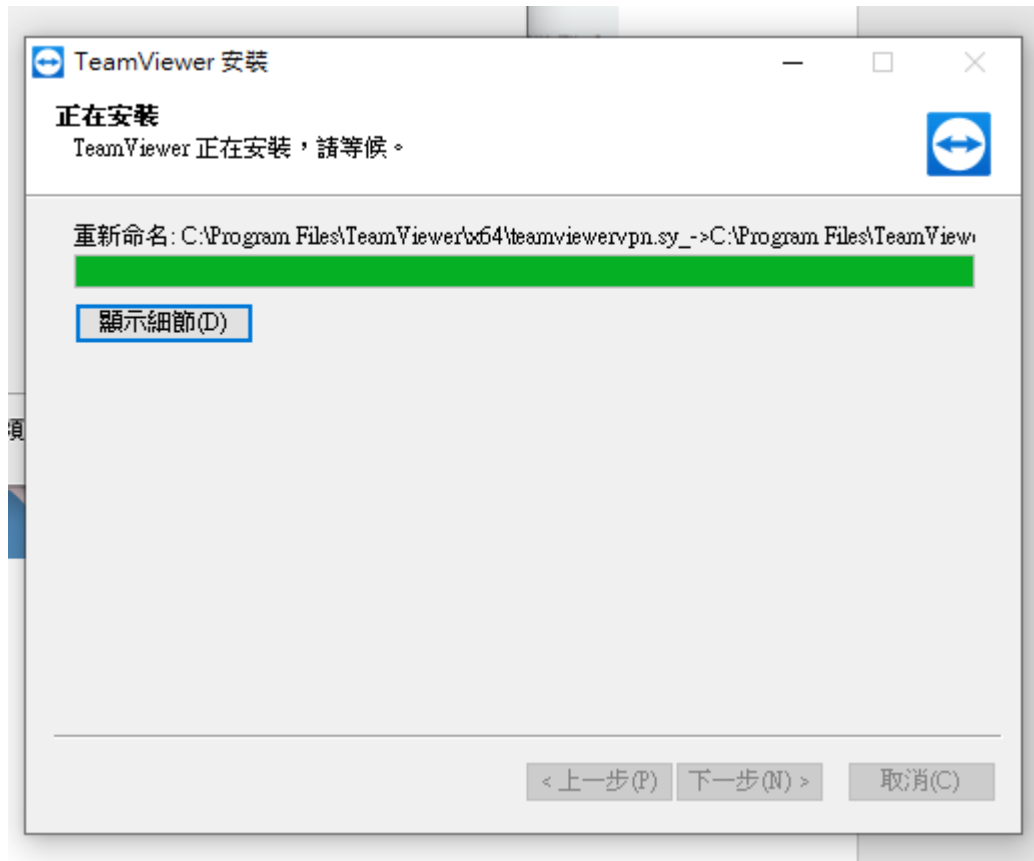 TeamViewer 安裝
正在安裝
TeamViewer 正在安裝，請等候。
重新命名: C:\Program Files\TeamViewer\x64\teamviewervpn.sy_->C:\Program Files\TeamView
顯示細節(D)
項
< 上一步(P)
下一步(N) >
取消(C)